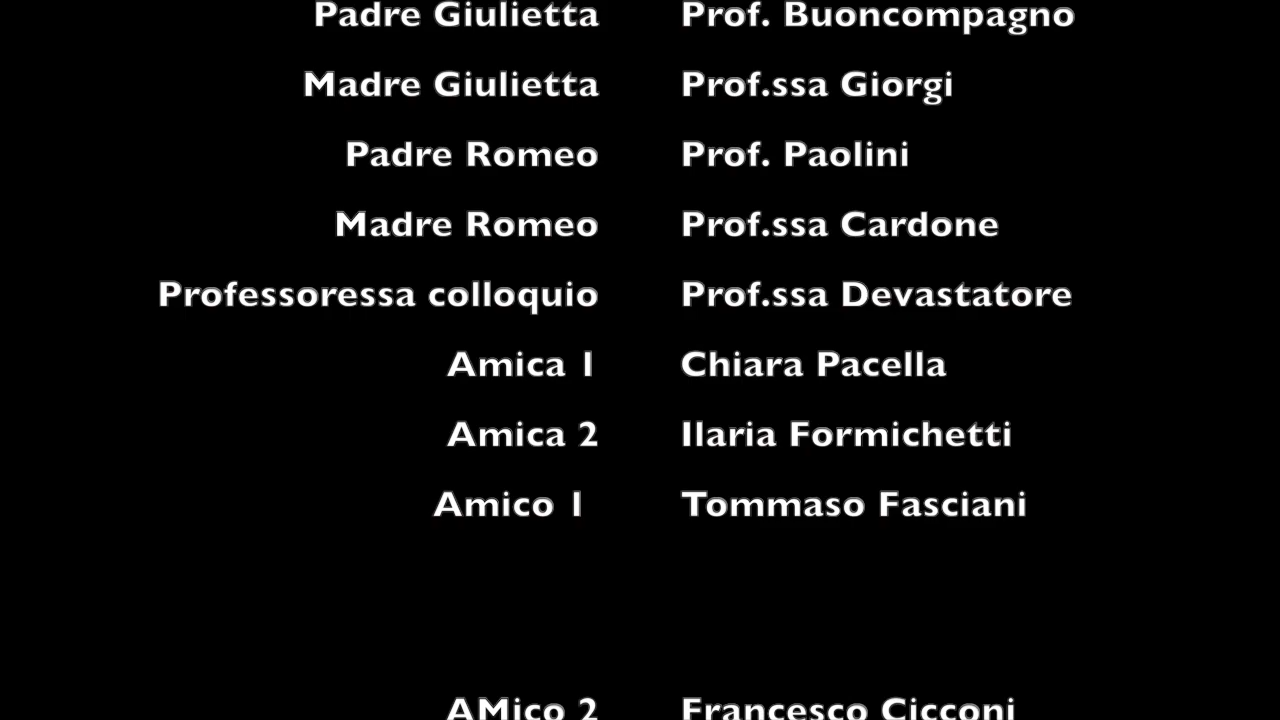 Padre Giulietta Prof. Buoncompagno
Madre Giulietta Prof.ssa Giorgi
Padre Romeo Prof. Paolini
Madre Romeo Prof.ssa Cardone
Professoressa colloquio Prof.ssa Devastatore
Amica 1 Chiara Pacella
Amica 2 Ilaria Formichetti
Amico 1 Tommaso Fasciani
AMico 2 Francesco Cicconi